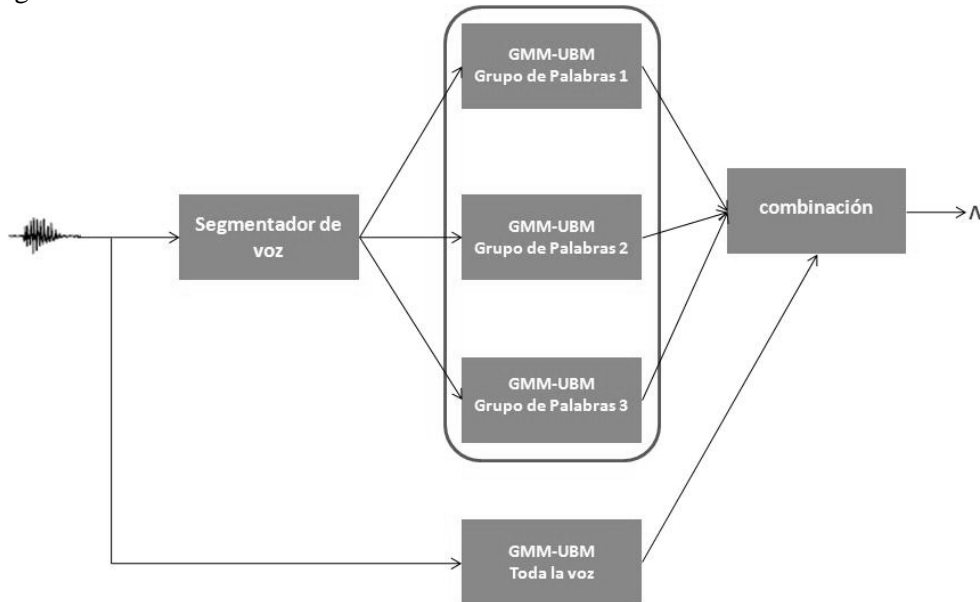 GMM-UBM
Grupo de Palabras 1
Segmentador de
voz
GMM-UBM
Grupo de Palabras 2
combinación
GMM-UBM
Grupo de Palabras 3
GMM-UBM
Toda la voz